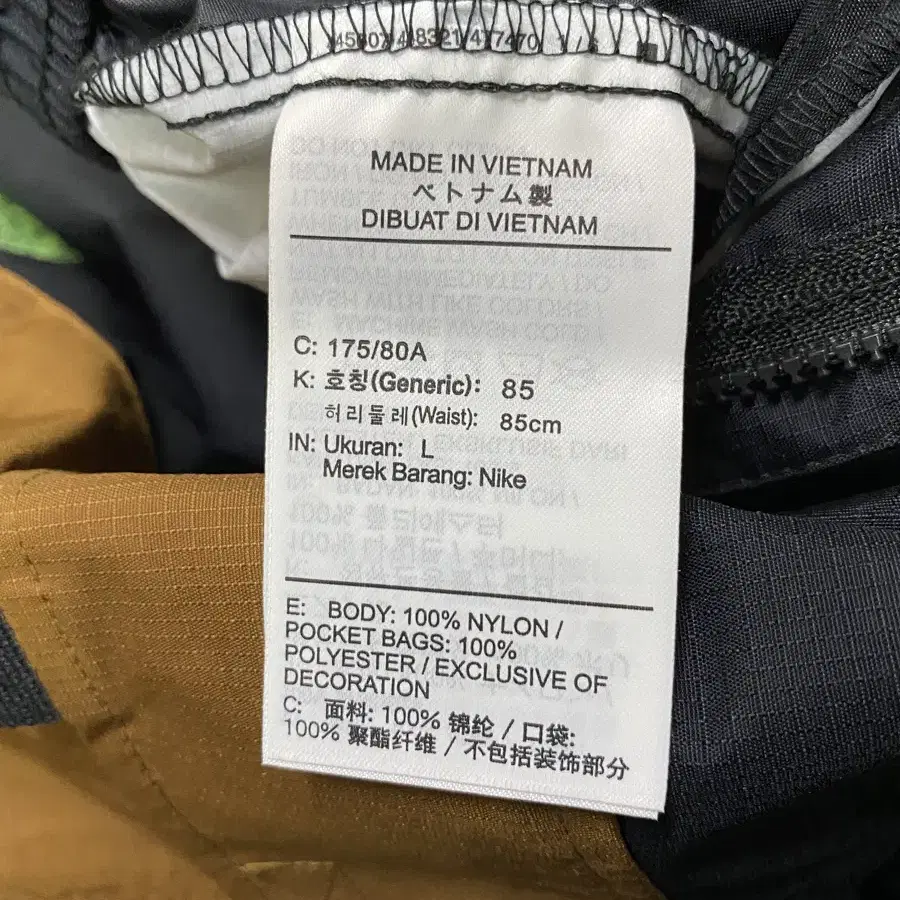 MADE IN VIETNAM
ベトナム製
DIBUAT DI VIETNAM
C: 175/80A
K: 호칭(Generic): 85
허리둘레(Waist): 85cm
IN: Ukuran: L
Merek Barang: Nike
E: BODY: 100% NYLON /
POCKET BAGS: 100%
POLYESTER / EXCLUSIVE OF
DECORATION
C: 面料: 100% 锦纶 / 口袋:
100% 聚酯纤维 / 不包括装饰部分